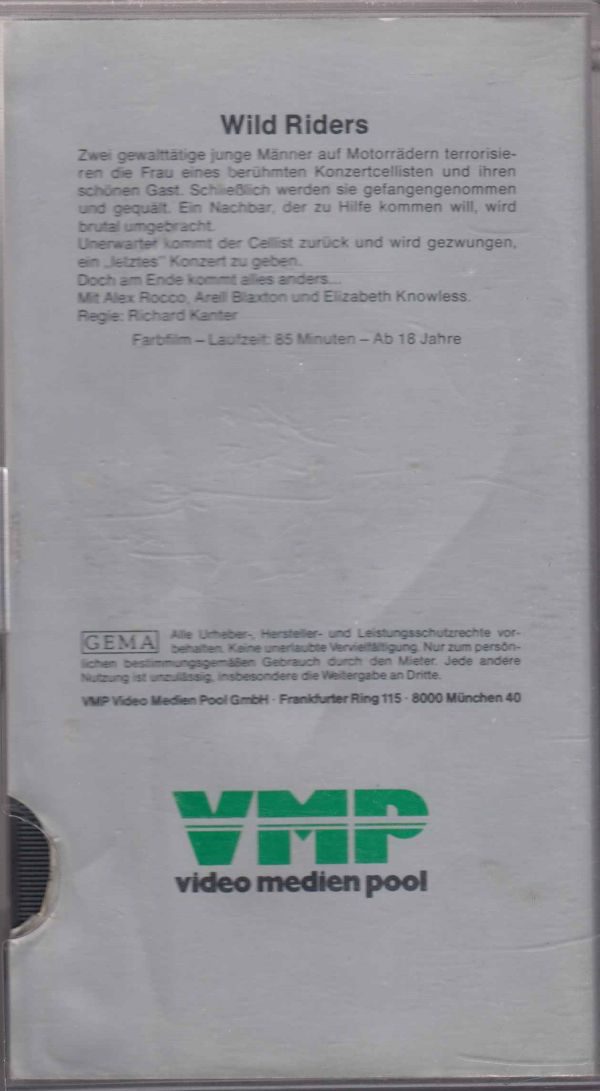 Wild Riders
Zwei gewalttätige junge Männer auf Motorrädern terrorisie-
ren die Frau eines berühmten Konzertcellisten und ihren
schönen Gast. Schließlich werden sie gefangengenommen
und gequält. Ein Nachbar, der zu Hilfe kommen will, wird
brutal umgebracht.
Unerwartet kommt der Cellist zurück und wird gezwungen,
ein „letztes" Konzert zu geben.
Doch am Ende kommt alles anders...
Mit Alex Rocco, Arell Blaxton und Elizabeth Knowless.
Regie: Richard Kanter
Farbfilm – Laufzeit: 85 Minuten – Ab 18 Jahre
GEMA
Alle Urheber-, Hersteller- und Leistungsschutzrechte vor-
behalten. Keine unerlaubte Vervielfältigung. Nur zum persön-
lichen bestimmungsgemäßen Gebrauch durch den Mieter. Jede andere
Nutzung ist unzulässig, insbesondere die Weitergabe an Dritte.
VMP Video Medien Pool GmbH · Frankfurter Ring 115 · 8000 München 40
VMP
video medien pool